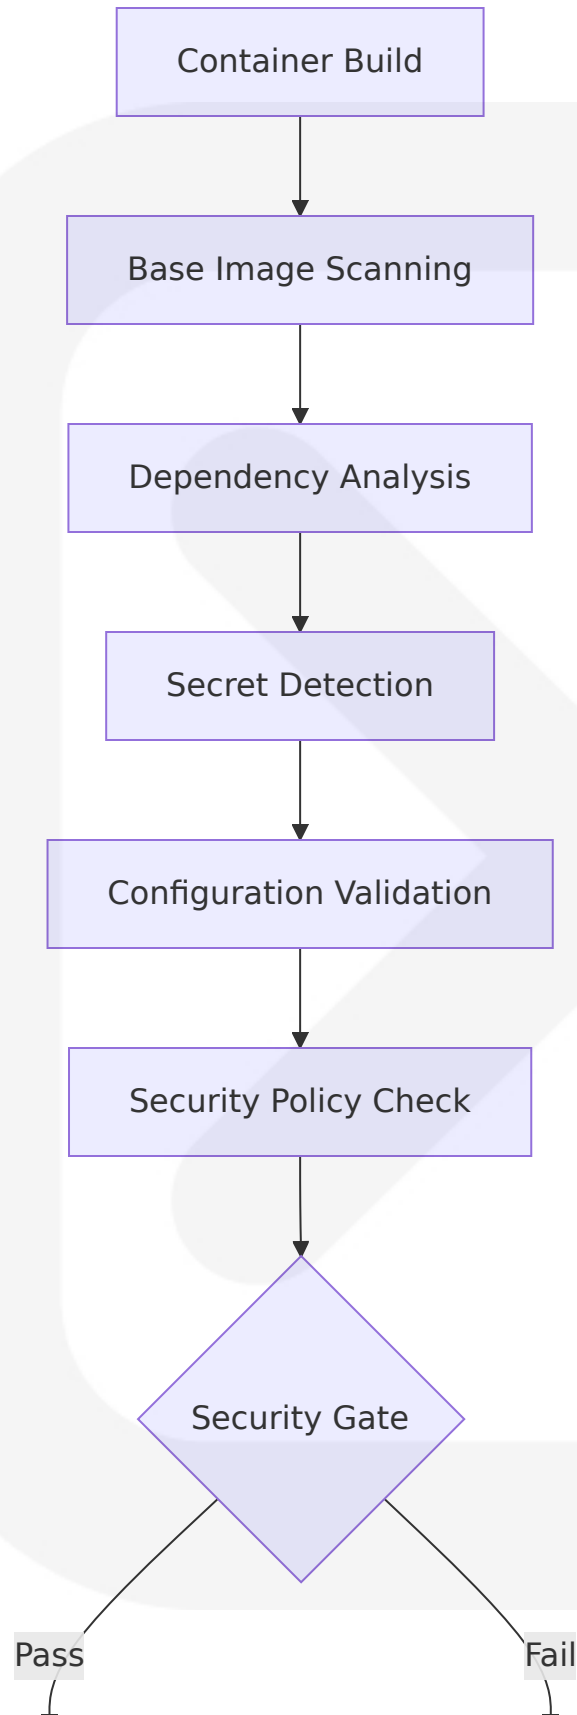 Container Build
Base Image Scanning
Dependency Analysis
Secret Detection
Configuration Validation
Security Policy Check
Security Gate
Pass
Fail